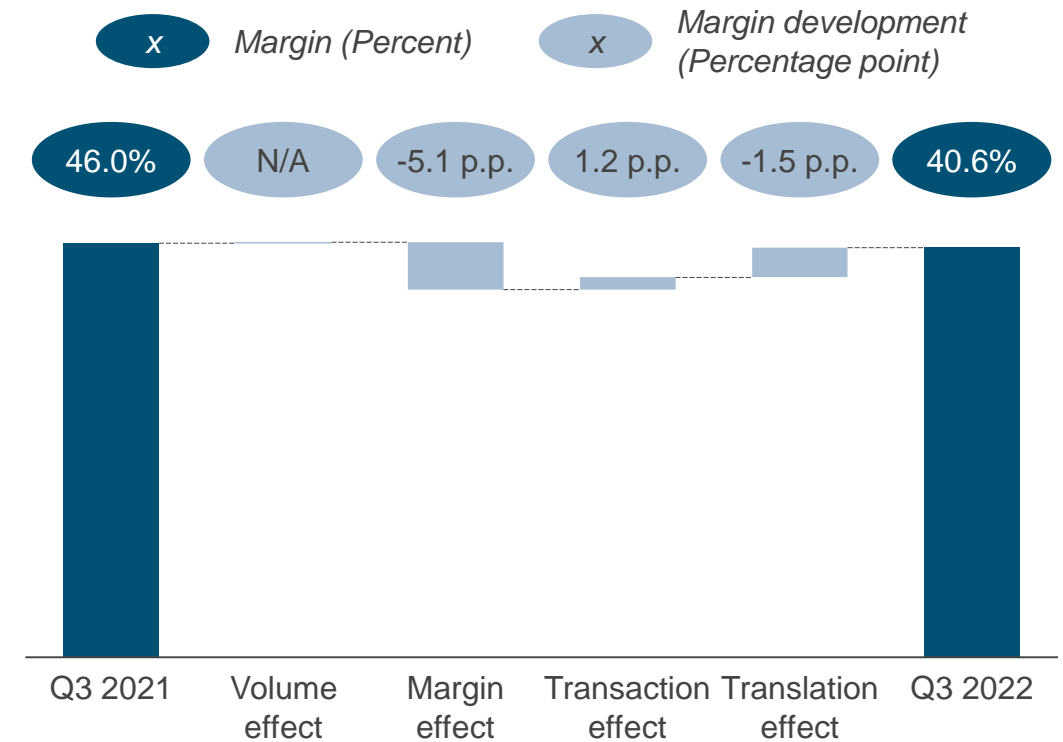 x Margin (Percent)
x Margin development
(Percentage point)
46.0% N/A -5.1 p.p. 1.2 p.p. -1.5 p.p. 40.6%
Q3 2021 Volume Margin Transaction Translation Q3 2022
effect effect effect effect